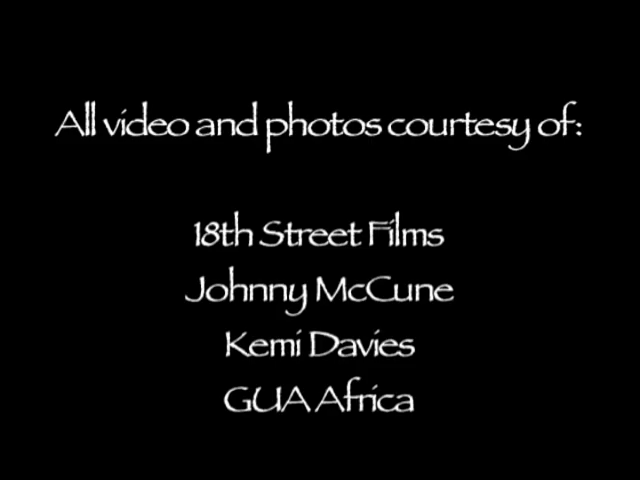 All video and photos courtesy of:
18th Street Films
Johnny McCune
Kemi Davies
GUA Africa